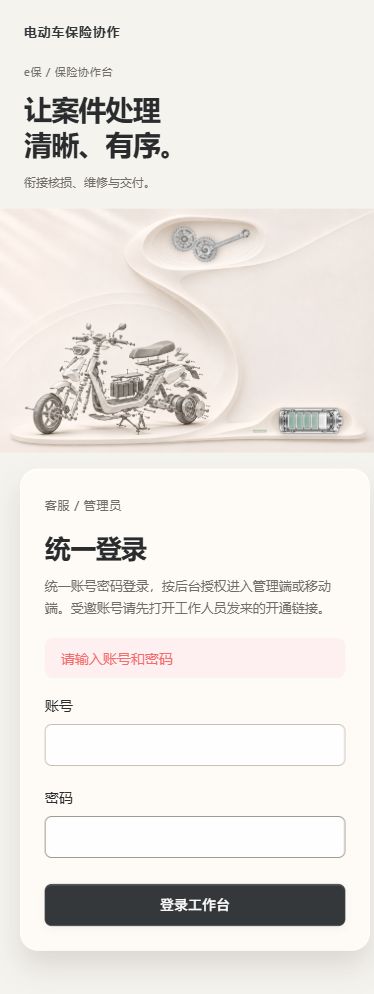 电动车保险协作
e保 / 保险协作台
让案件处理
清晰、有序。
衔接核损、维修与交付。
客服 / 管理员
统一登录
统一账号密码登录，按后台授权进入管理端或移动
端。受邀账号请先打开工作人员发来的开通链接。
请输入账号和密码
账号
密码
登录工作台